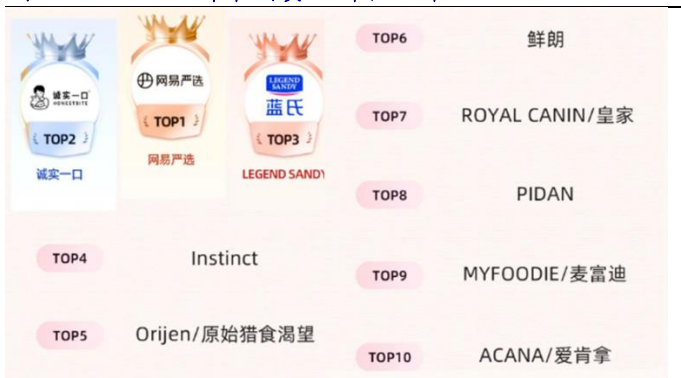 诚实一口
HONESTBITE
TOP2
诚实一口
网易严选
TOP1
网易严选
LEGEND
SANDY
蓝氏
TOP3
LEGEND SANDY
TOP4
Instinct
TOP5
Orijen/原始猎食渴望
TOP6
鲜朗
TOP7
ROYAL CANIN/皇家
TOP8
PIDAN
TOP9
MYFOODIE/麦富迪
TOP10
ACANA/爱肯拿